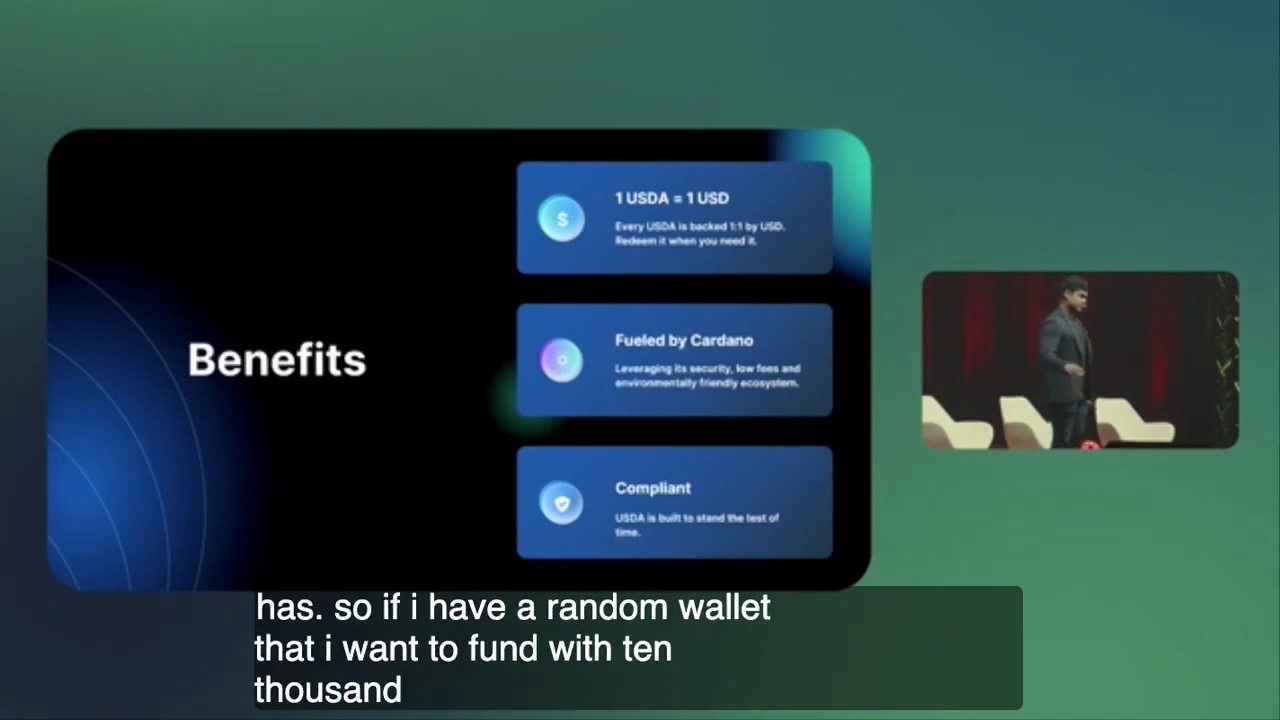 Benefits
$
1 USDA = 1 USD
Every USDA is backed 1:1 by USD.
Redeem it when you need it.
Fueled by Cardano
Leveraging its security, low fees and
environmentally friendly ecosystem.
Compliant
USDA is built to stand the test of
time.
has. so if i have a random wallet
that i want to fund with ten
thousand